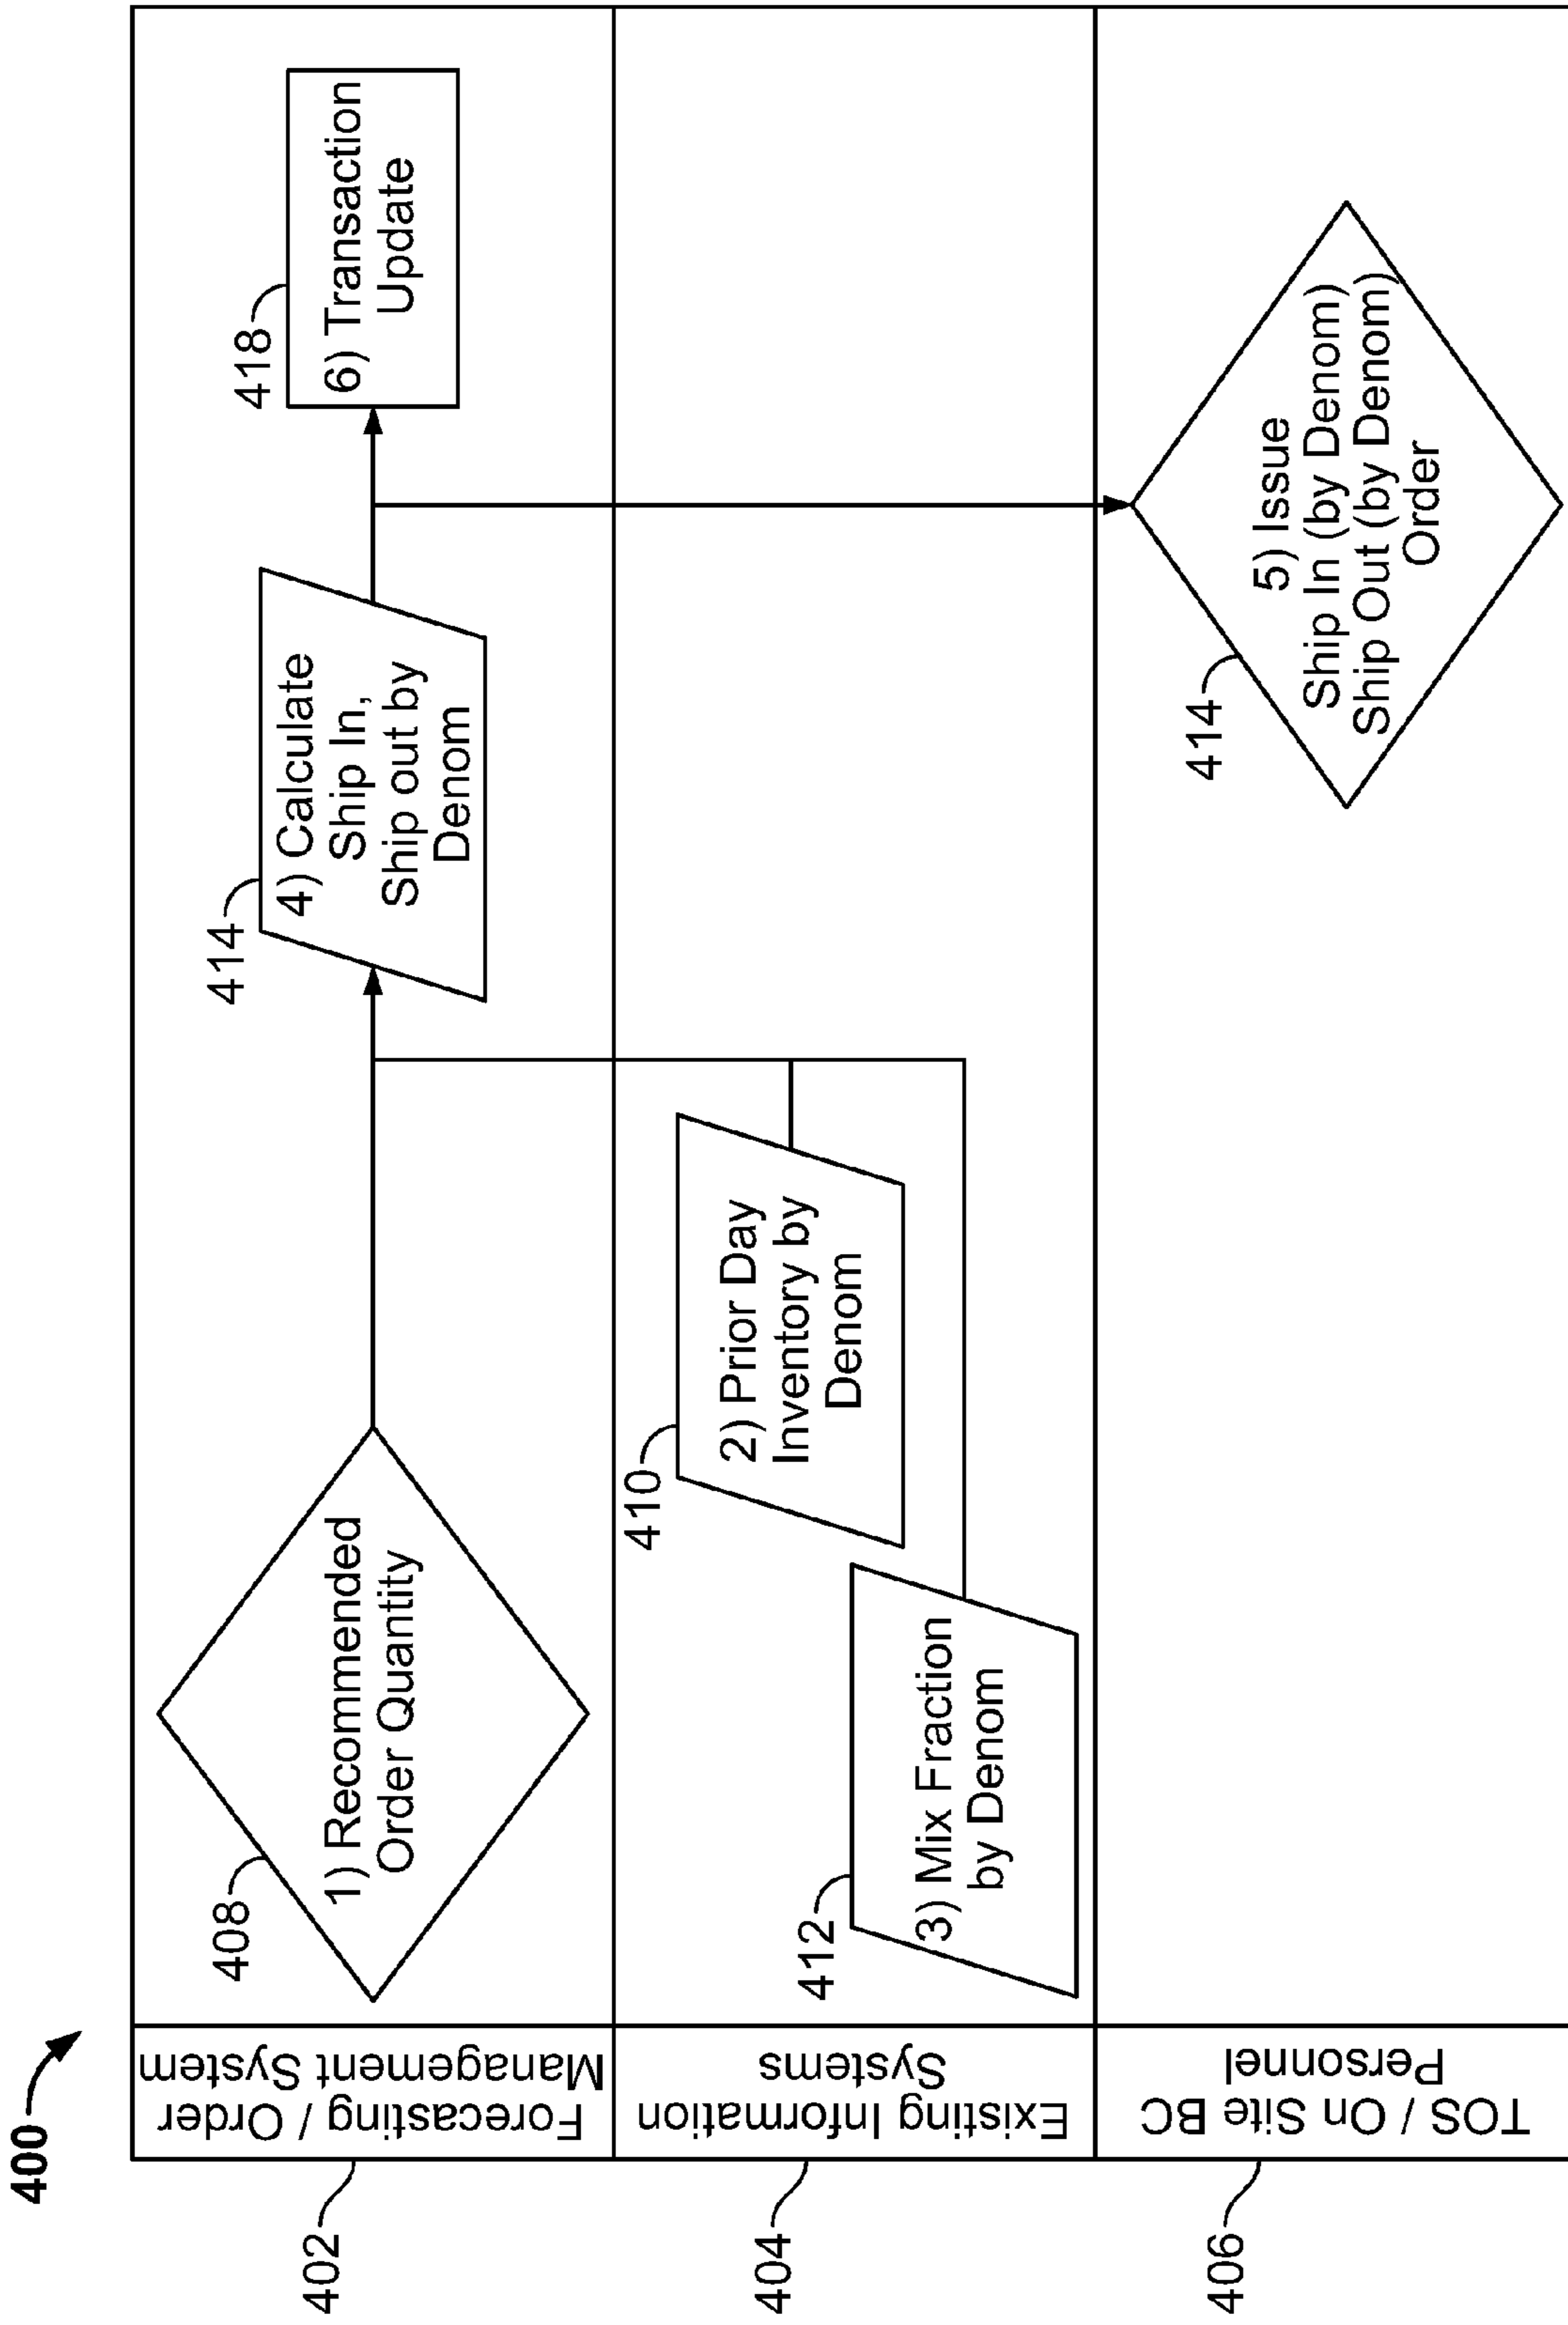 400
402
Forecasting / Order
Management System
408
1) Recommended
Order Quantity
414
4) Calculate
Ship In,
Ship out by
Denom
418
6) Transaction
Update
404
Existing Information
Systems
412
3) Mix Fraction
by Denom
410
2) Prior Day
Inventory by
Denom
406
TOS / On Site BC
Personnel
414
5) Issue
Ship In (by Denom)
Ship Out (by Denom)
Order